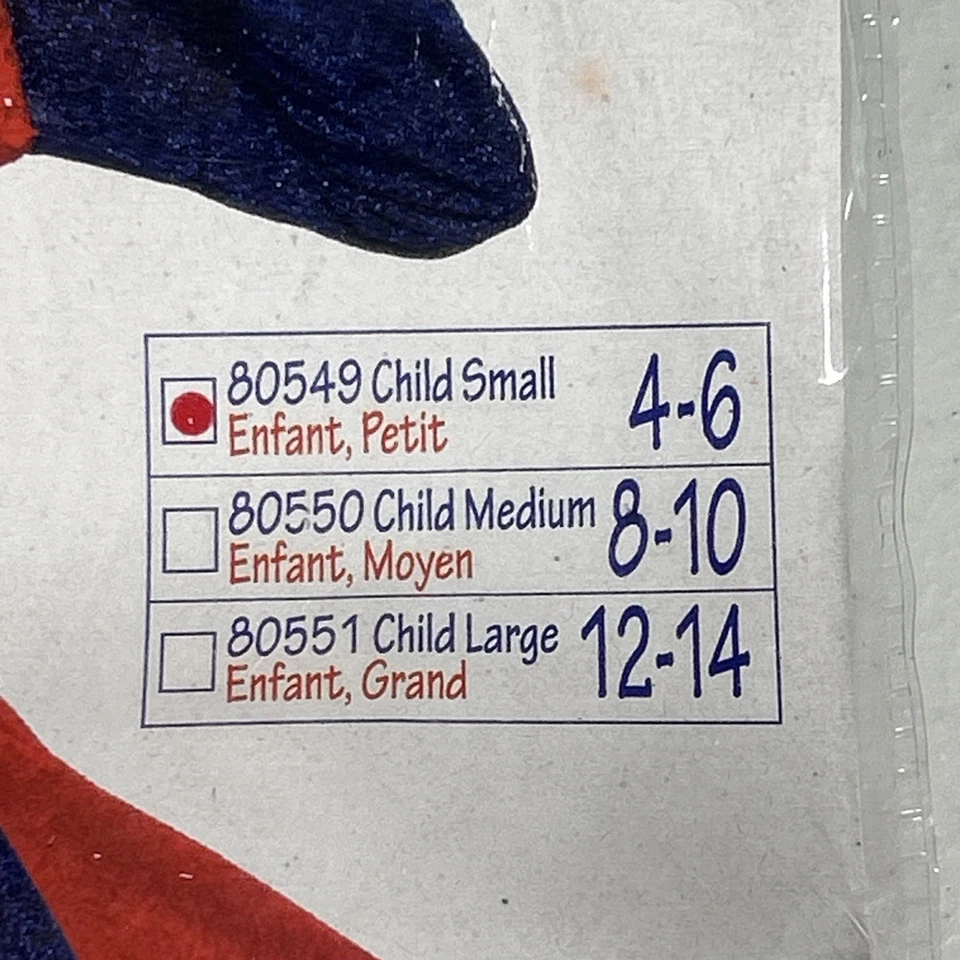 80549 Child Small 4-6
Enfant, Petit
80550 Child Medium 8-10
Enfant, Moyen
80551 Child Large 12-14
Enfant, Grand